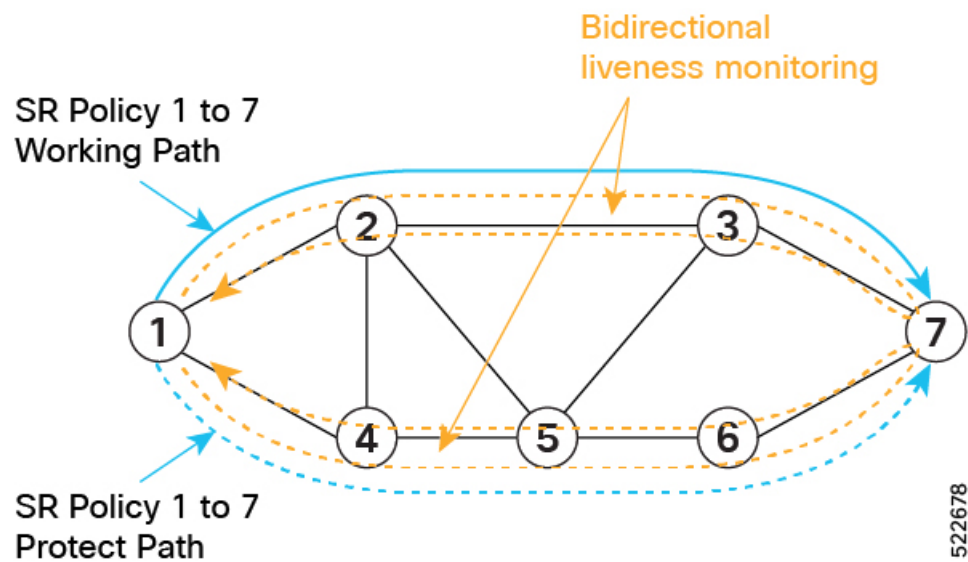 Bidirectional
liveness monitoring
SR Policy 1 to 7
Working Path
2
3
1
7
4
5
6
SR Policy 1 to 7
Protect Path
522678